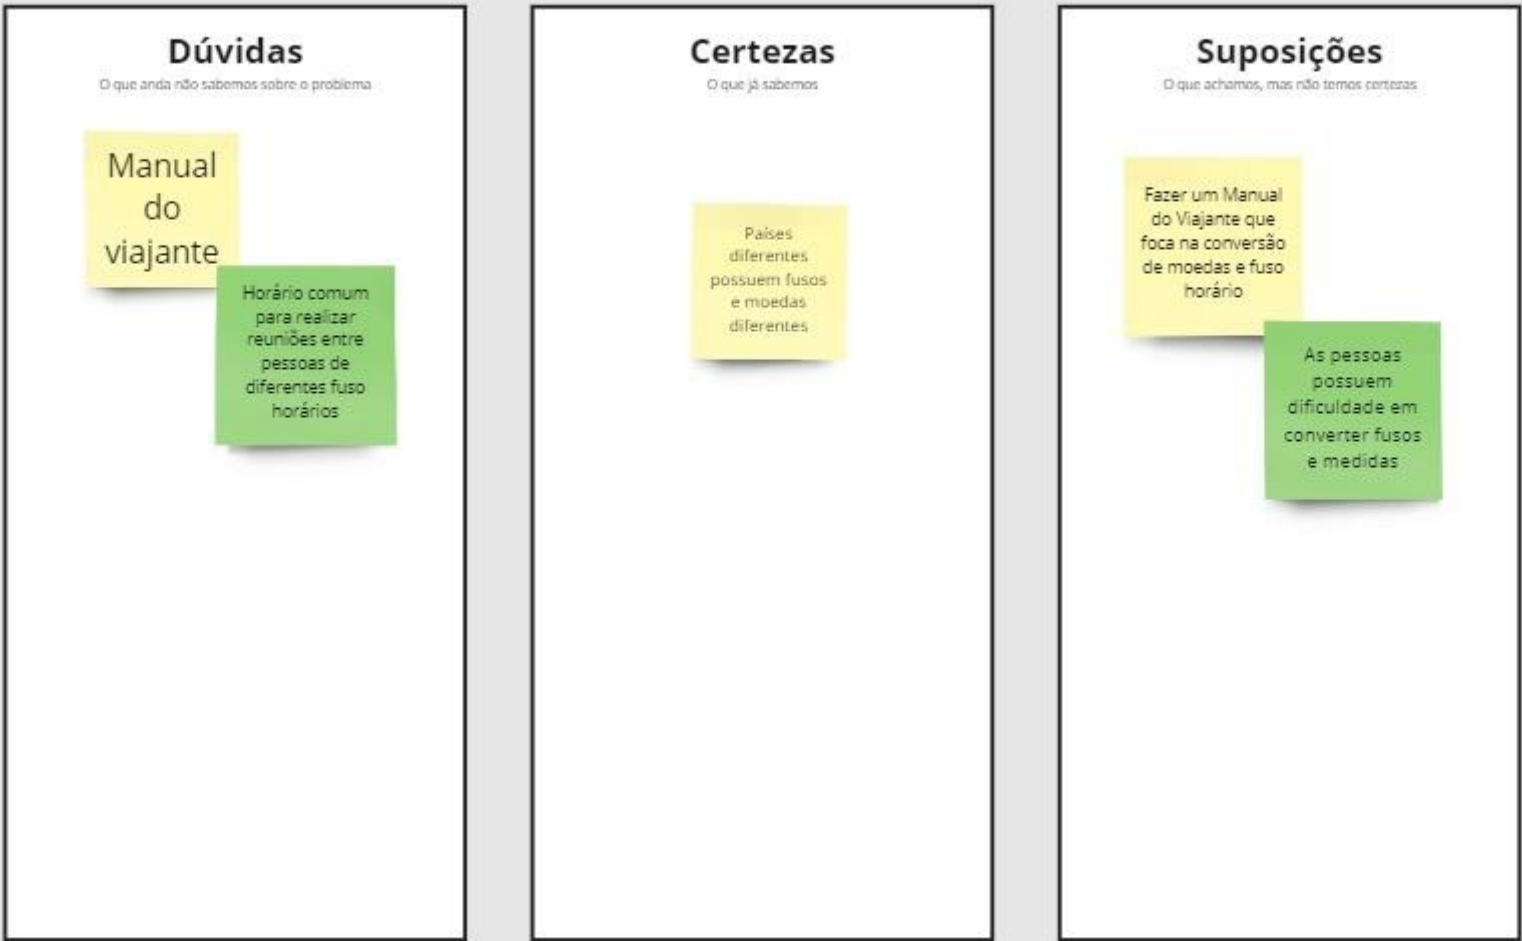 Dúvidas
O que anda não sabemos sobre o problema
Manual
do
viajante
Horário comum
para realizar
reuniões entre
pessoas de
diferentes fuso
horários
Certezas
O que já sabemos
Países
diferentes
possuem fusos
e moedas
diferentes
Suposições
O que achamos, mas não temos certezas
Fazer um Manual
do Viajante que
foca na conversão
de moedas e fuso
horário
As pessoas
possuem
dificuldade em
converter fusos
e medidas